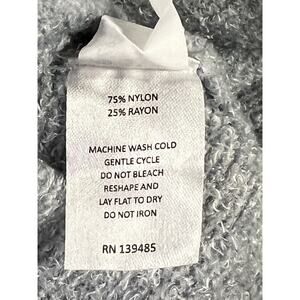 75% NYLON
25% RAYON
MACHINE WASH COLD
GENTLE CYCLE
DO NOT BLEACH
RESHAPE AND
LAY FLAT TO DRY
DO NOT IRON
RN 139485